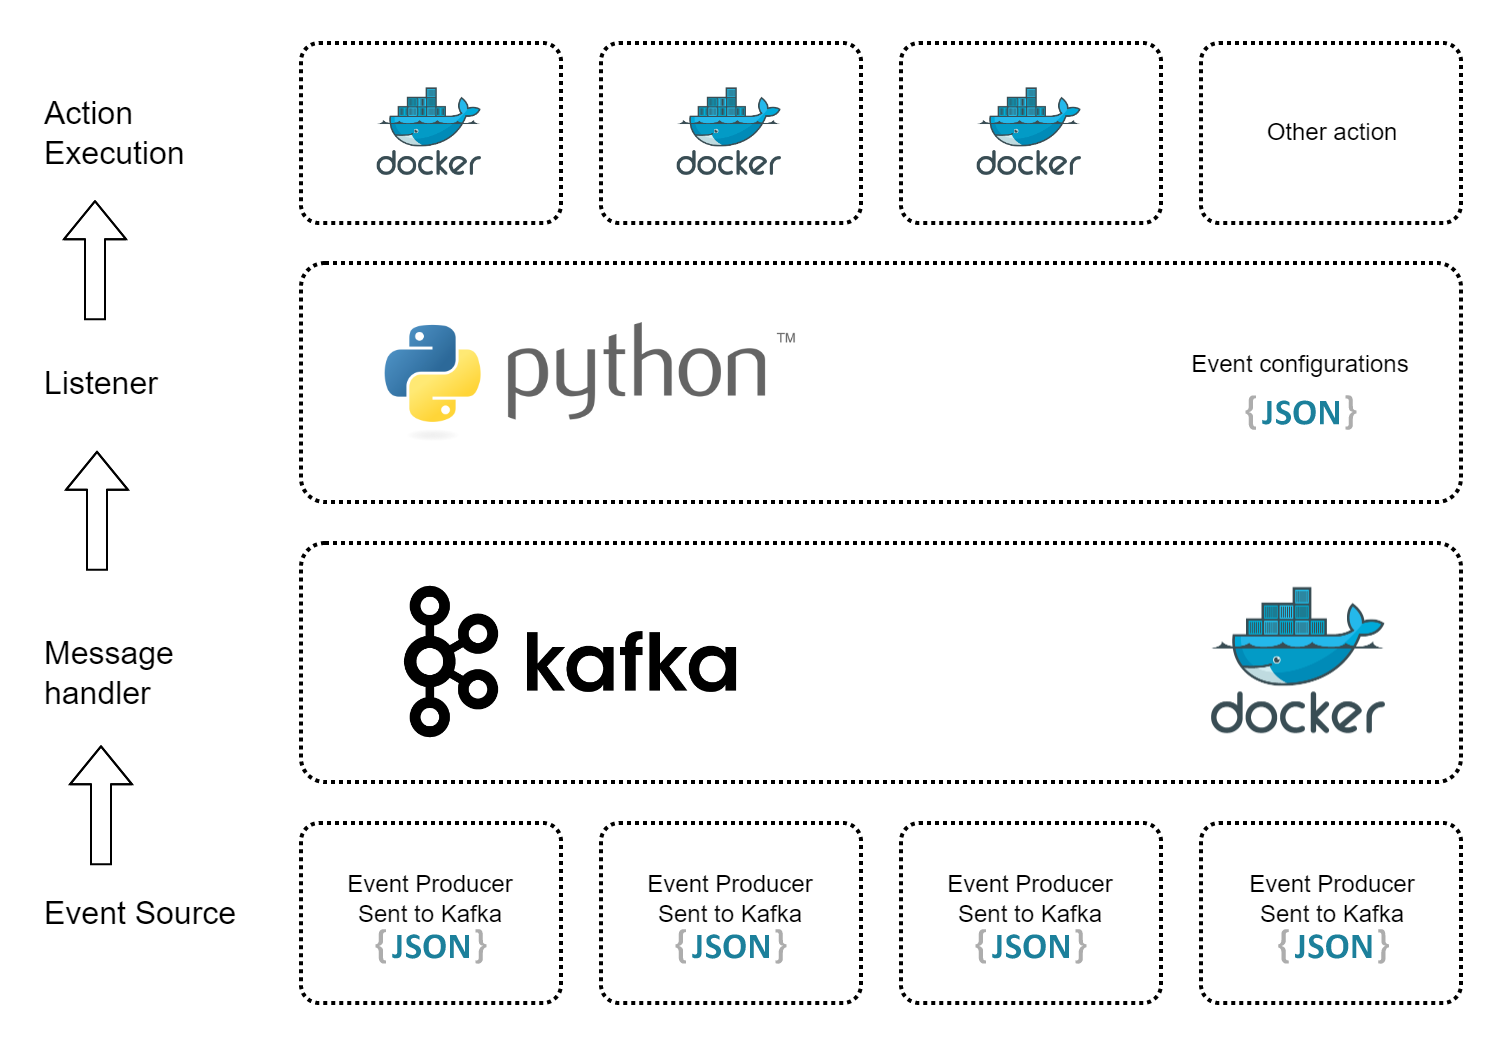 Action
Execution
docker
docker
docker
Other action
Listener
python ™
Event configurations
{JSON}
Message
handler
kafka
docker
Event Source
Event Producer
Sent to Kafka
{JSON}
Event Producer
Sent to Kafka
{JSON}
Event Producer
Sent to Kafka
{JSON}
Event Producer
Sent to Kafka
{JSON}